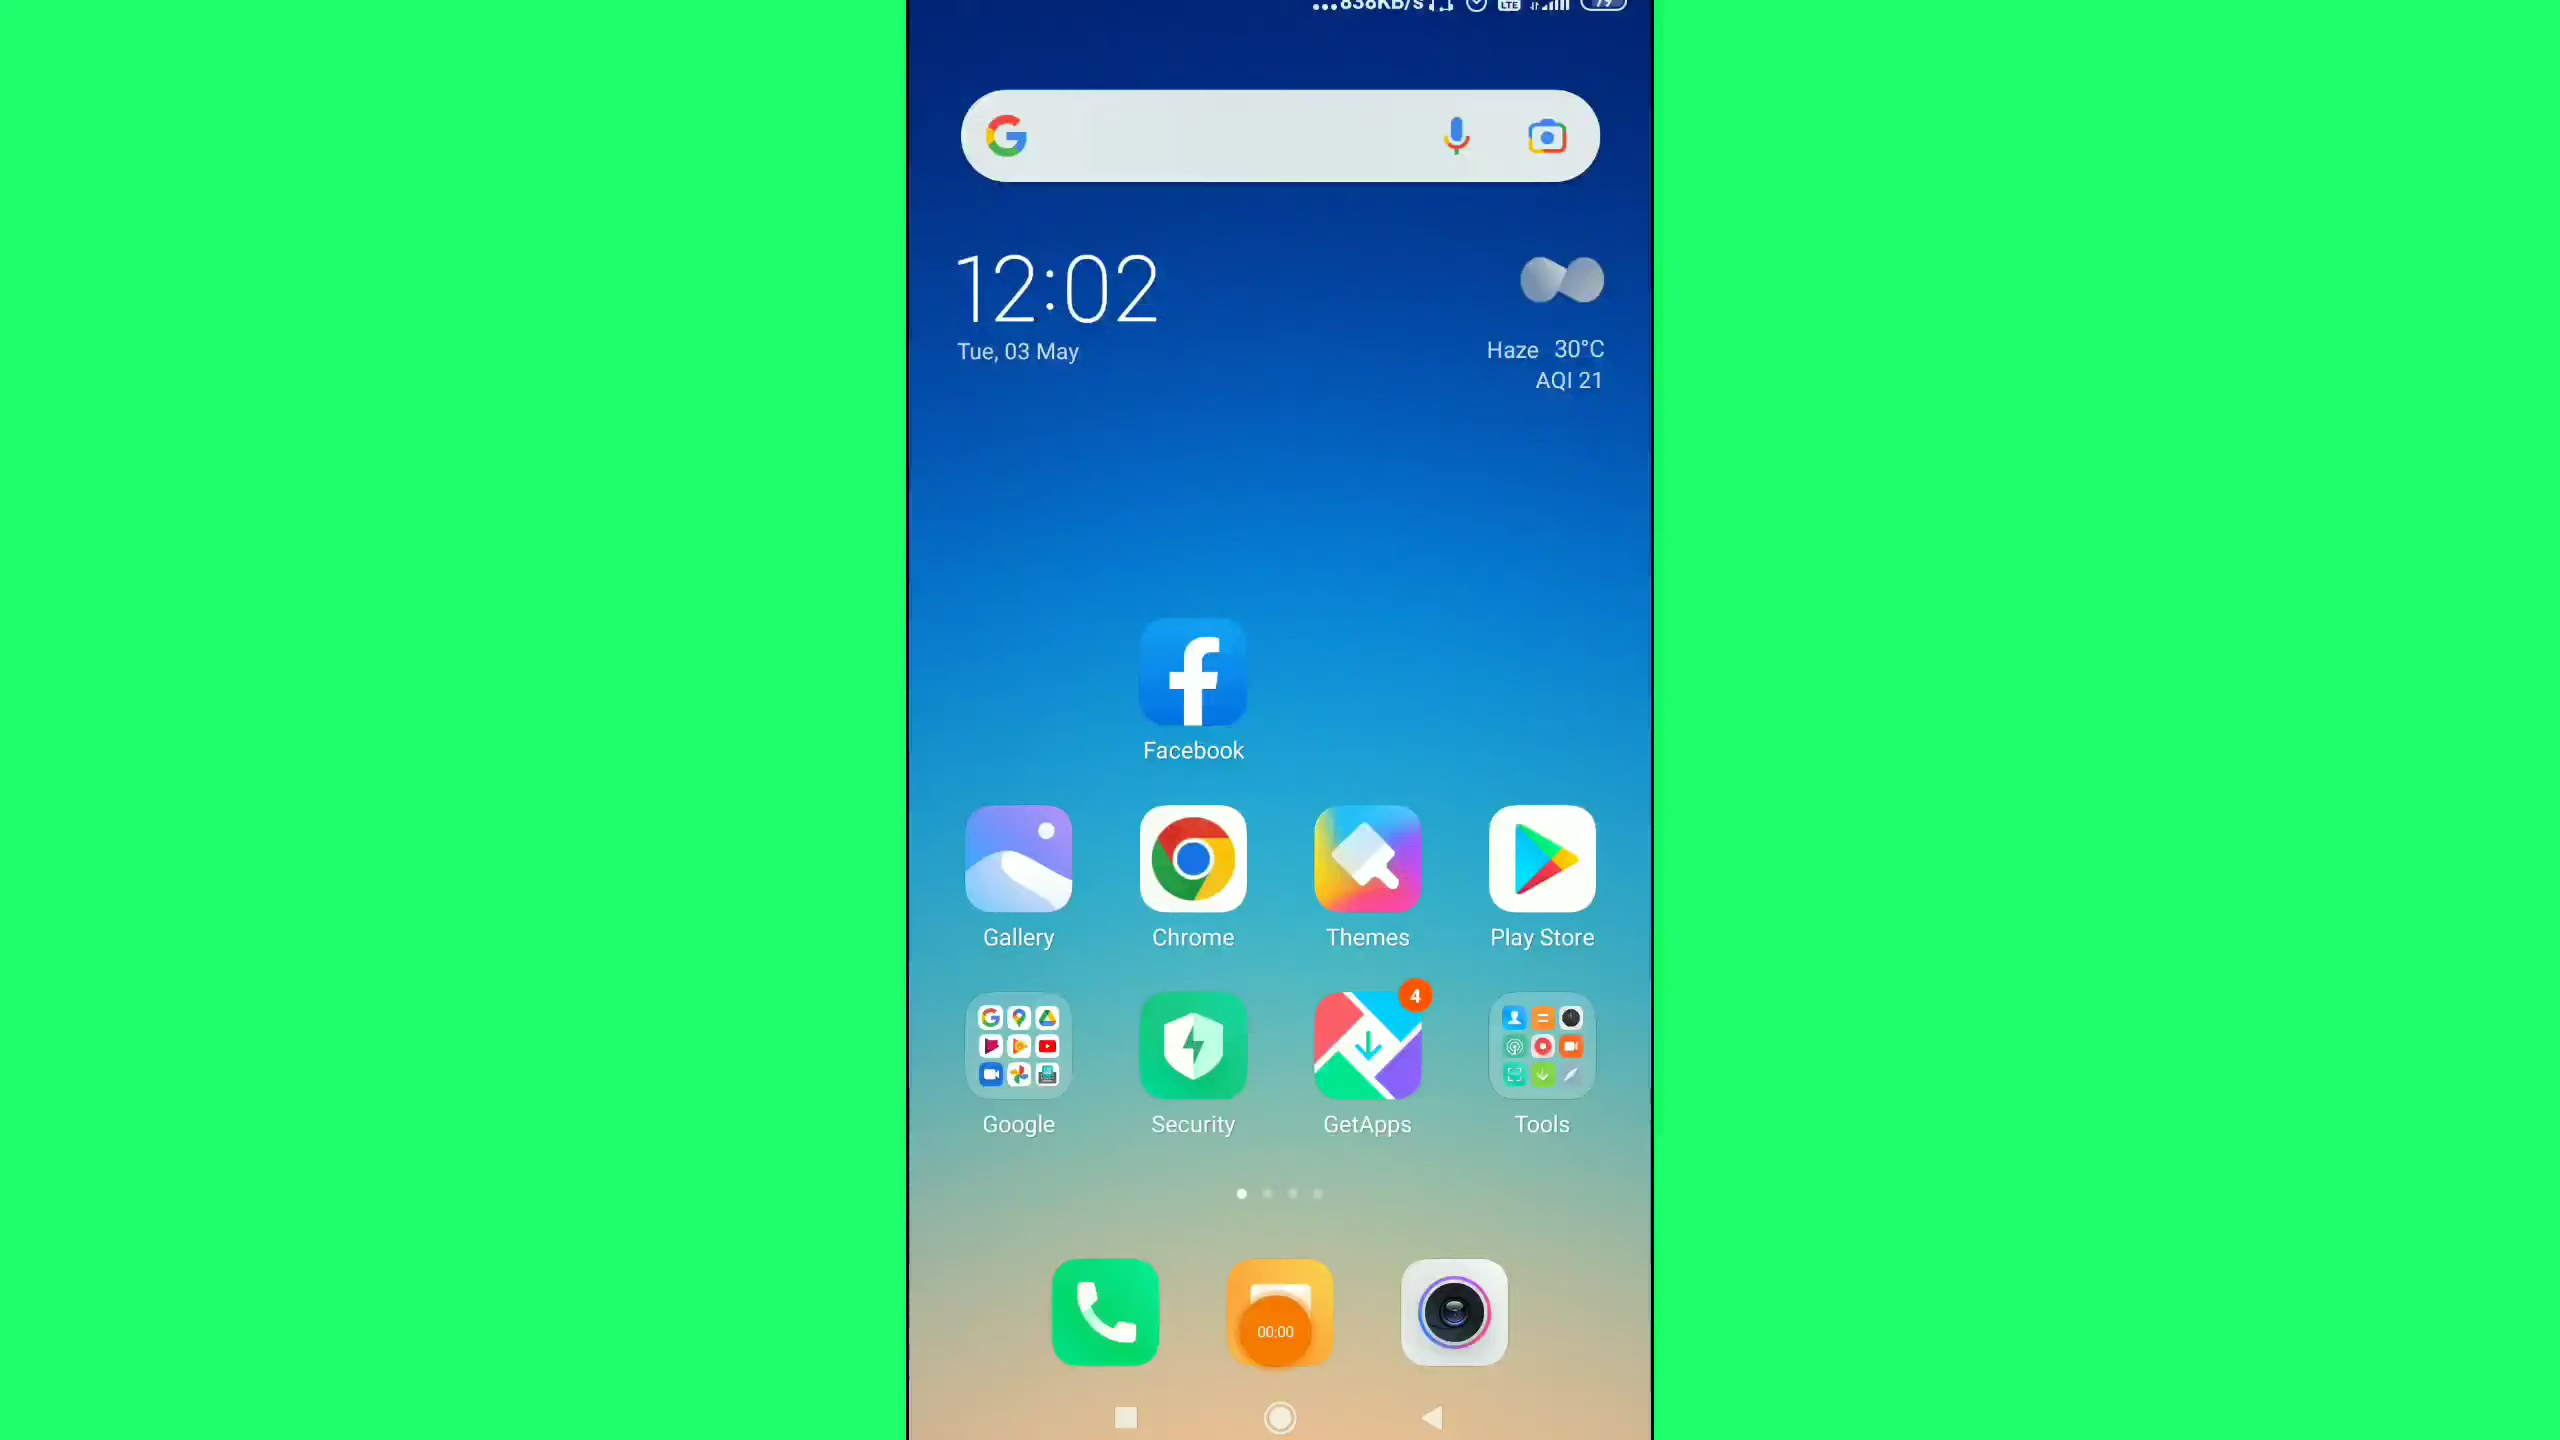 ...838KB/s
12:02
Tue, 03 May
Haze 30°C
AQI 21
Facebook
Gallery Chrome Themes Play Store
4
Google Security GetApps Tools
00:00